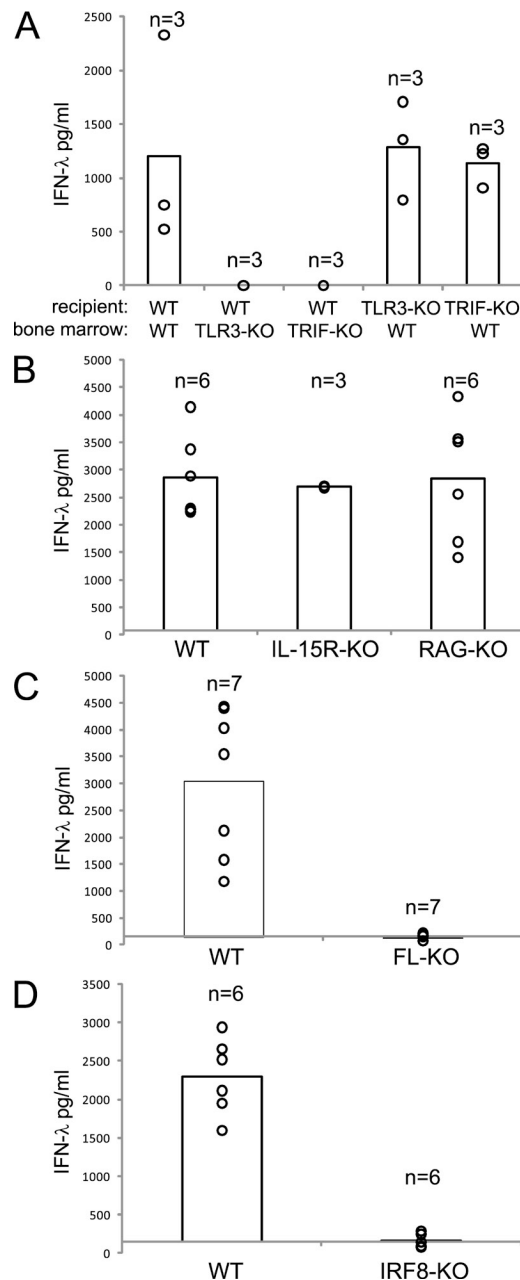 A
IFN-λ pg/ml
2500
2000
1500
1000
500
0
n=3
n=3
n=3
n=3
n=3
recipient: WT WT WT TLR3-KO TRIF-KO
bone marrow: WT TLR3-KO TRIF-KO WT WT
B
IFN-λ pg/ml
5000
4500
4000
3500
3000
2500
2000
1500
1000
500
0
n=6 n=3 n=6
WT IL-15R-KO RAG-KO
C
IFN-λ pg/ml
5000
4500
4000
3500
3000
2500
2000
1500
1000
500
0
n=7
n=7
WT FL-KO
D
IFN-λ pg/ml
3500
3000
2500
2000
1500
1000
500
0
n=6
n=6
WT IRF8-KO